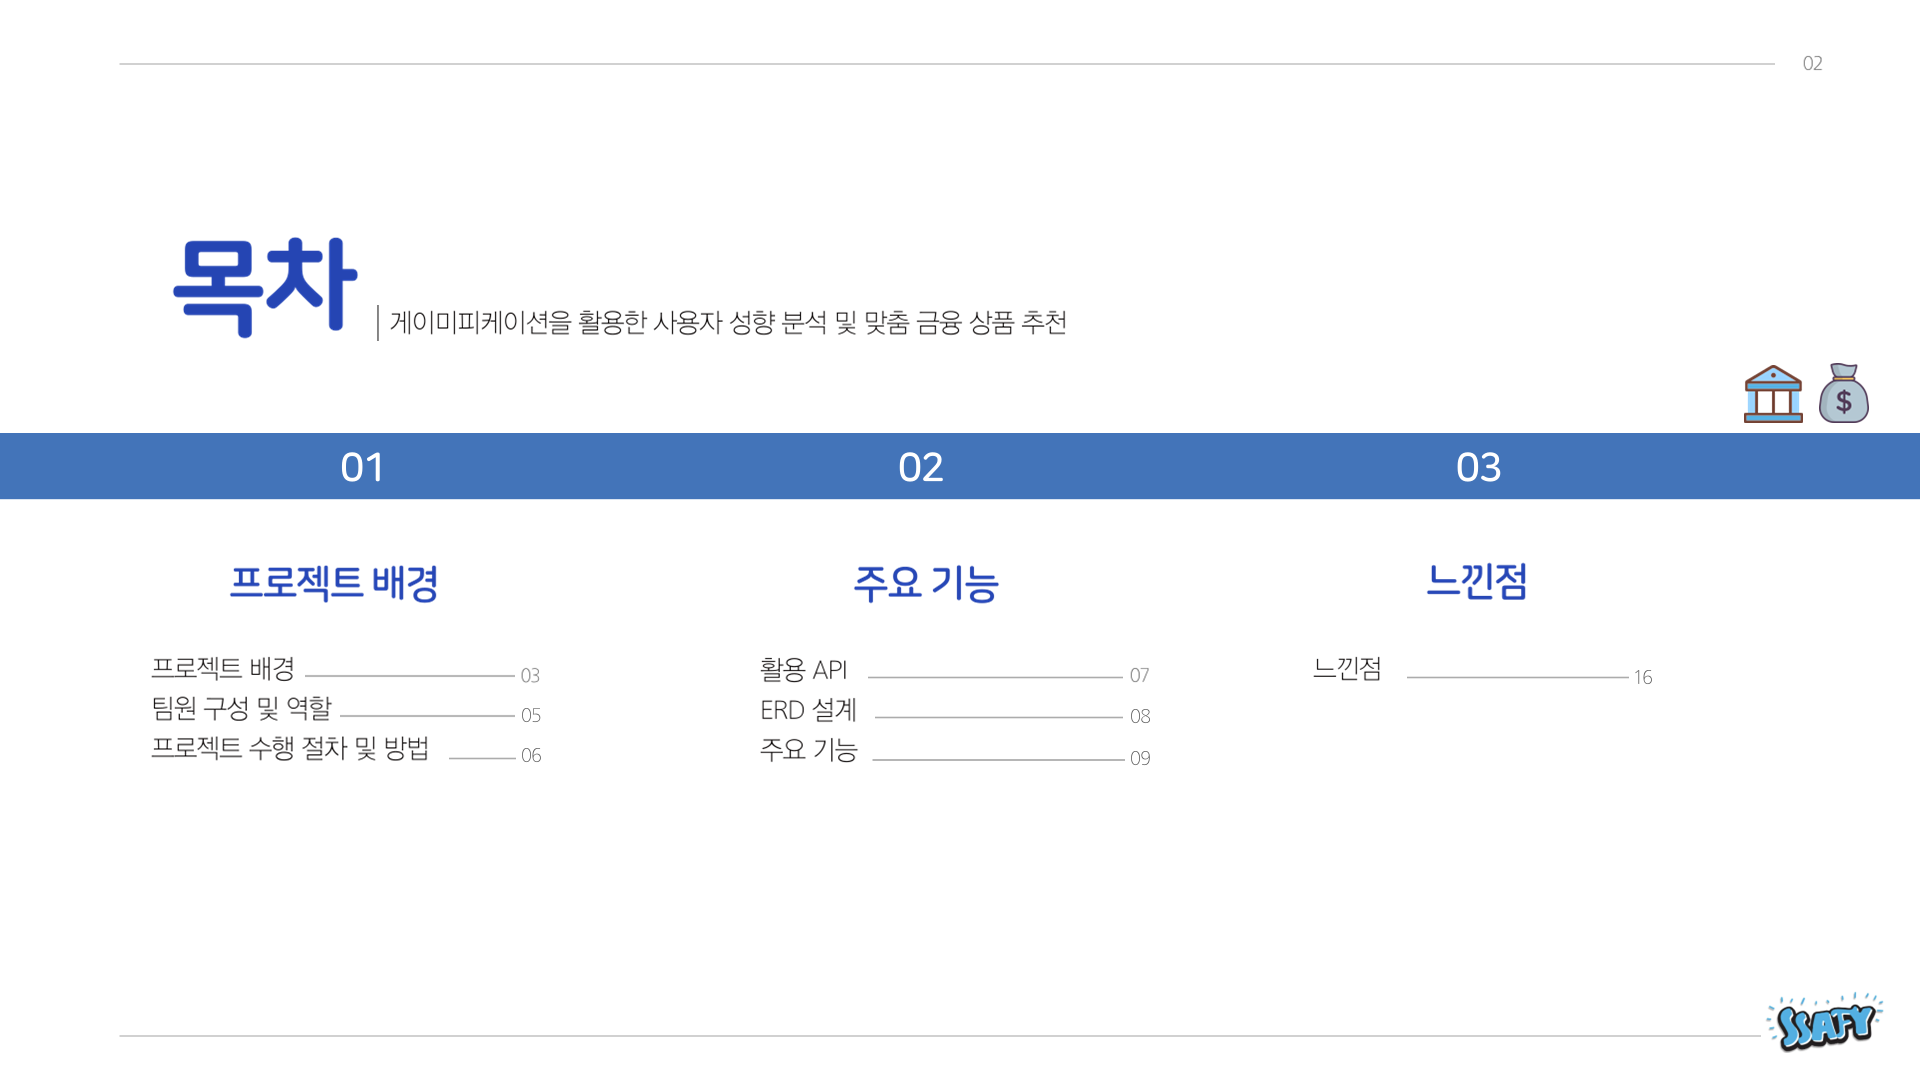 02
목차
게이미피케이션을 활용한 사용자 성향 분석 및 맞춤 금융 상품 추천
$
01
02
03
프로젝트 배경
프로젝트 배경 03
팀원 구성 및 역할 05
프로젝트 수행 절차 및 방법 06
주요 기능
활용 API 07
ERD 설계 08
주요 기능 09
느낀점
느낀점 16
SSAFY